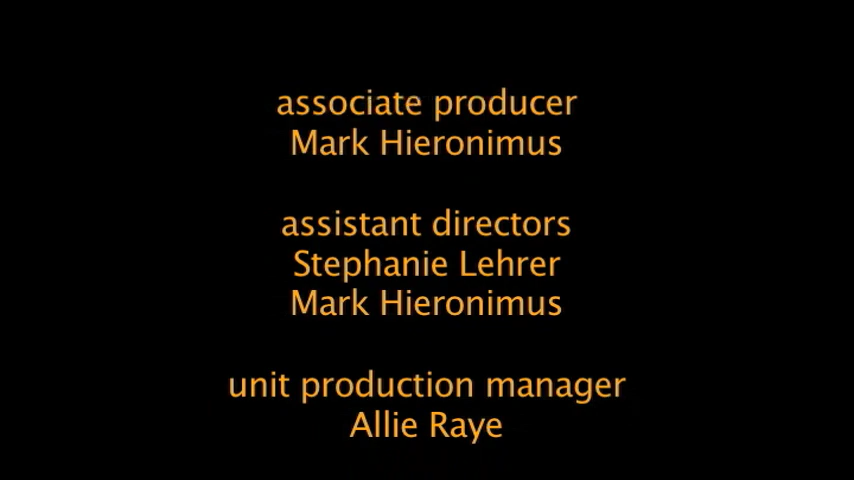 associate producer
Mark Hieronimus
assistant directors
Stephanie Lehrer
Mark Hieronimus
unit production manager
Allie Raye